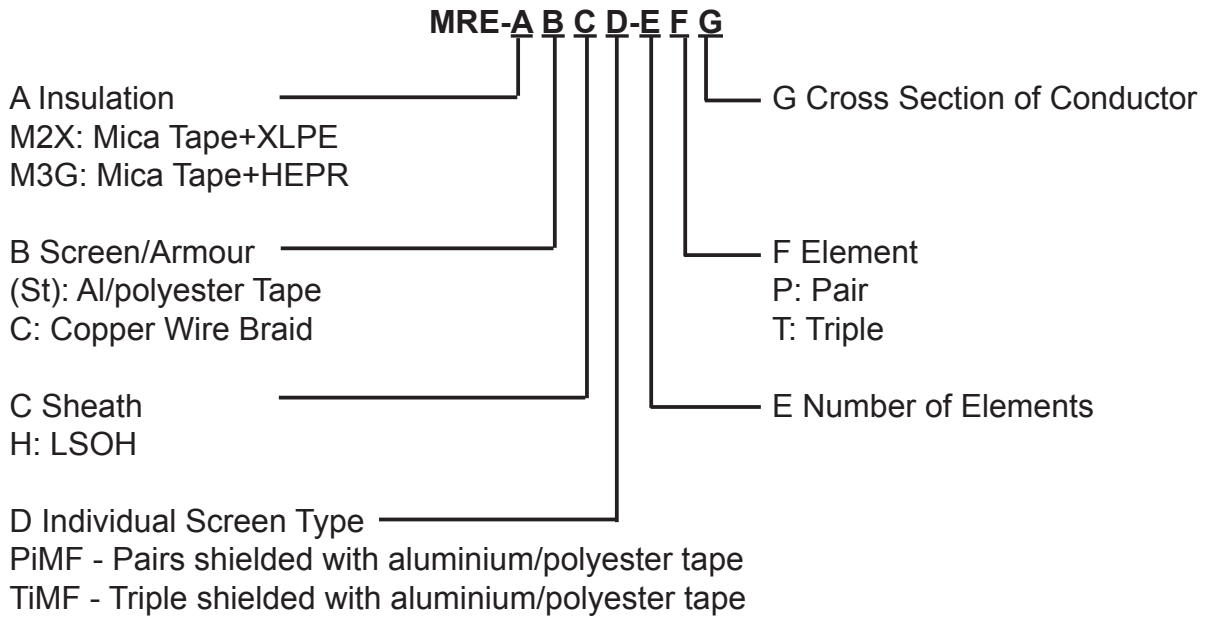 MRE-A B C D-E F G
A Insulation
M2X: Mica Tape+XLPE
M3G: Mica Tape+HEPR
G Cross Section of Conductor
B Screen/Armour
(St): Al/polyester Tape
C: Copper Wire Braid
F Element
P: Pair
T: Triple
C Sheath
H: LSOH
E Number of Elements
D Individual Screen Type
PiMF - Pairs shielded with aluminium/polyester tape
TiMF - Triple shielded with aluminium/polyester tape